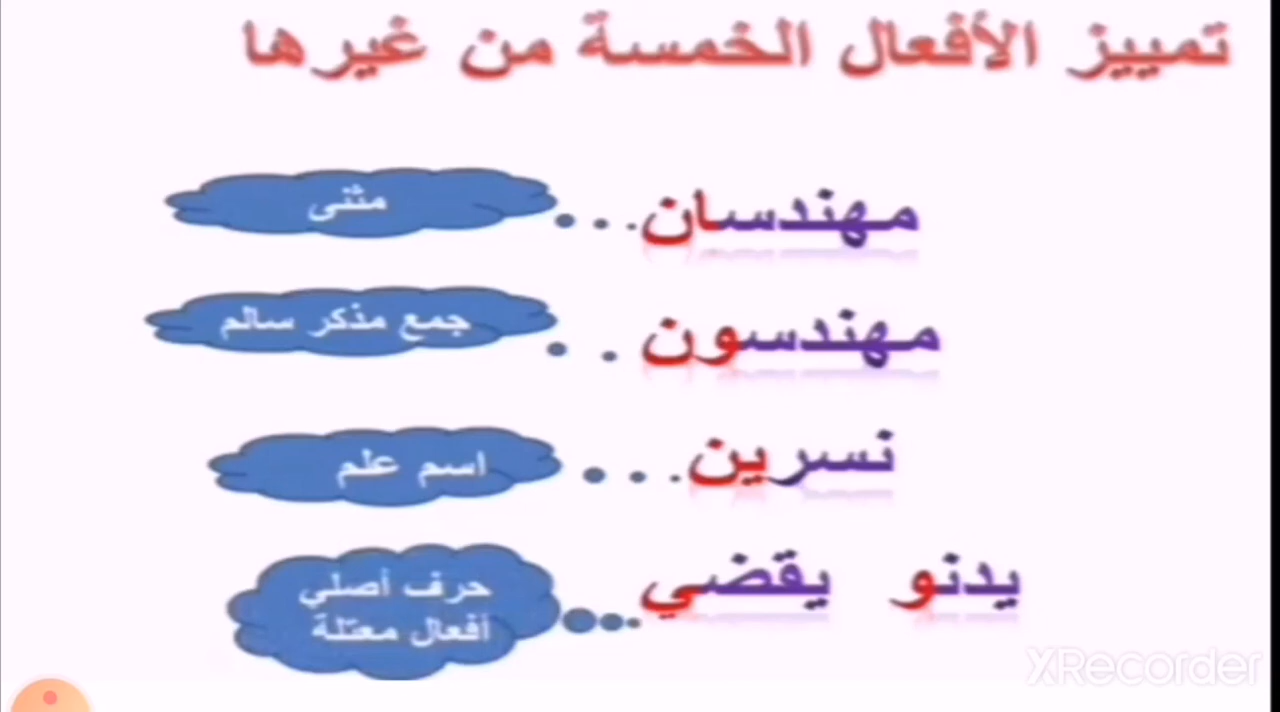 تمييز الأفعال الخمسة من غيرها
مهندسان
مثنى
مهندسون
جمع مذكر سالم
نسرين
اسم علم
يدنو يقضي
حرف أصلي
أفعال معتلة
XRecorder